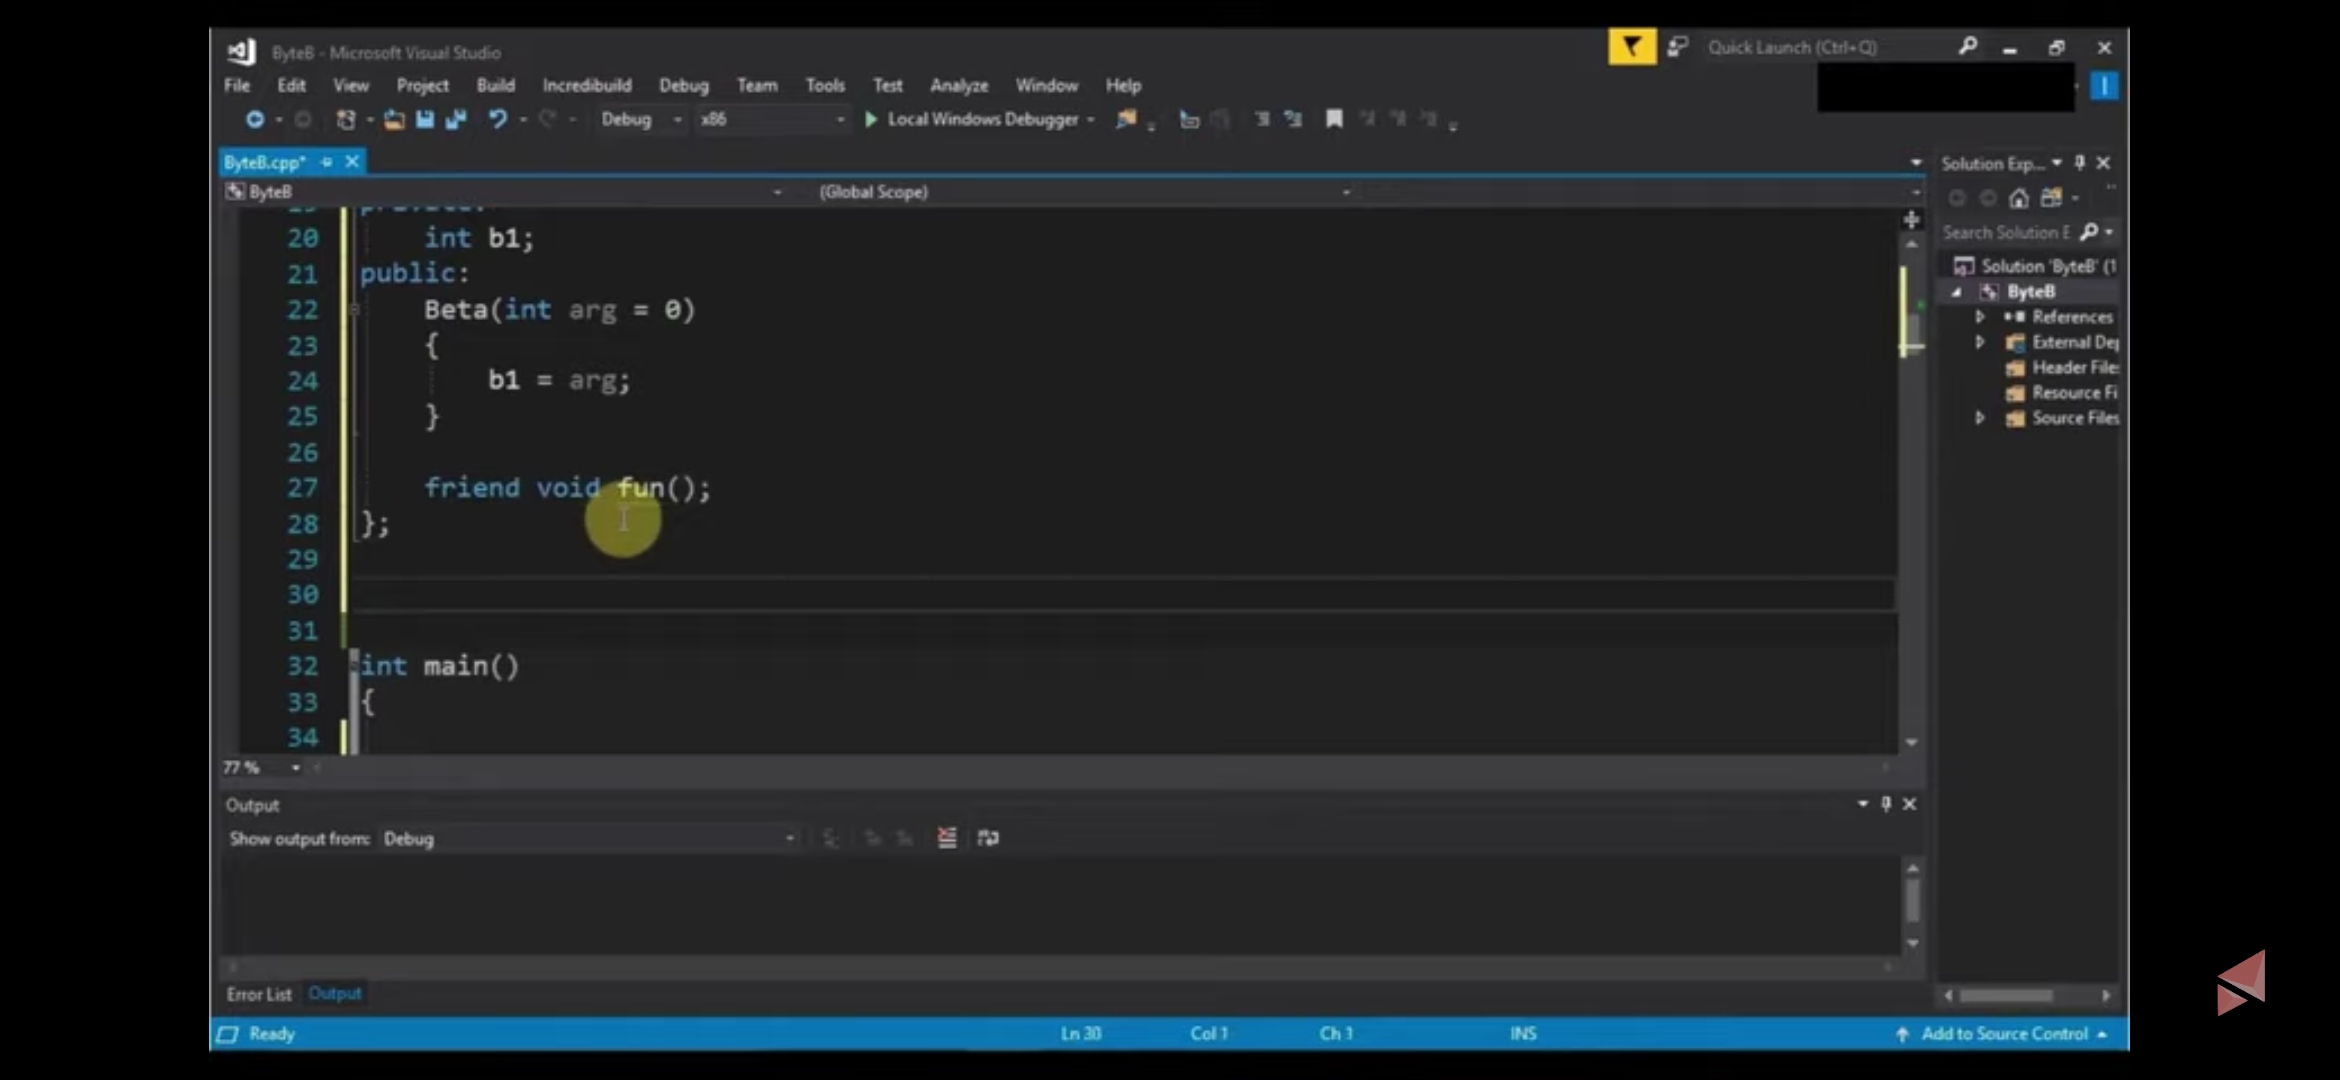 ByteB - Microsoft Visual Studio
Quick Launch (Ctrl+Q)
File Edit View Project Build Incredibuild Debug Team Tools Test Analyze Window Help
Debug x86 Local Windows Debugger
ByteB.cpp*
Solution Exp...
ByteB
(Global Scope)
20 int b1;
21 public:
22 Beta(int arg = 0)
23 {
24 b1 = arg;
25 }
26
27 friend void fun();
28 };
29
30
31
32 int main()
33 {
34
77 %
Search Solution E
Solution 'ByteB' (1
ByteB
References
External Dep
Header File
Resource Fi
Source Files
Output
Show output from: Debug
Error List Output
Ready Ln 30 Col 1 Ch 1 INS Add to Source Control